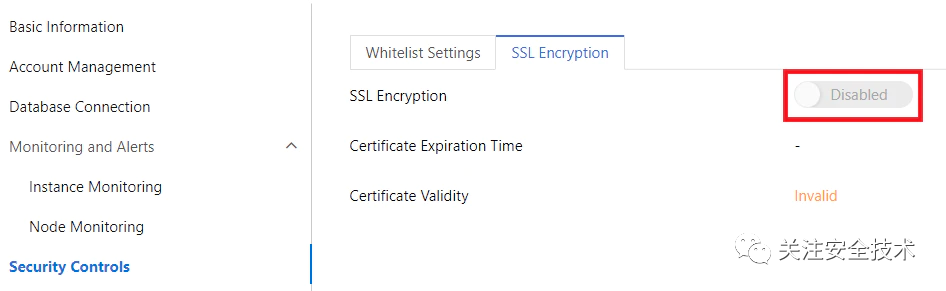 Basic Information
Account Management
Database Connection
Monitoring and Alerts
Instance Monitoring
Node Monitoring
Security Controls
Whitelist Settings
SSL Encryption
SSL Encryption
Disabled
Certificate Expiration Time
-
Certificate Validity
Invalid
关注安全技术